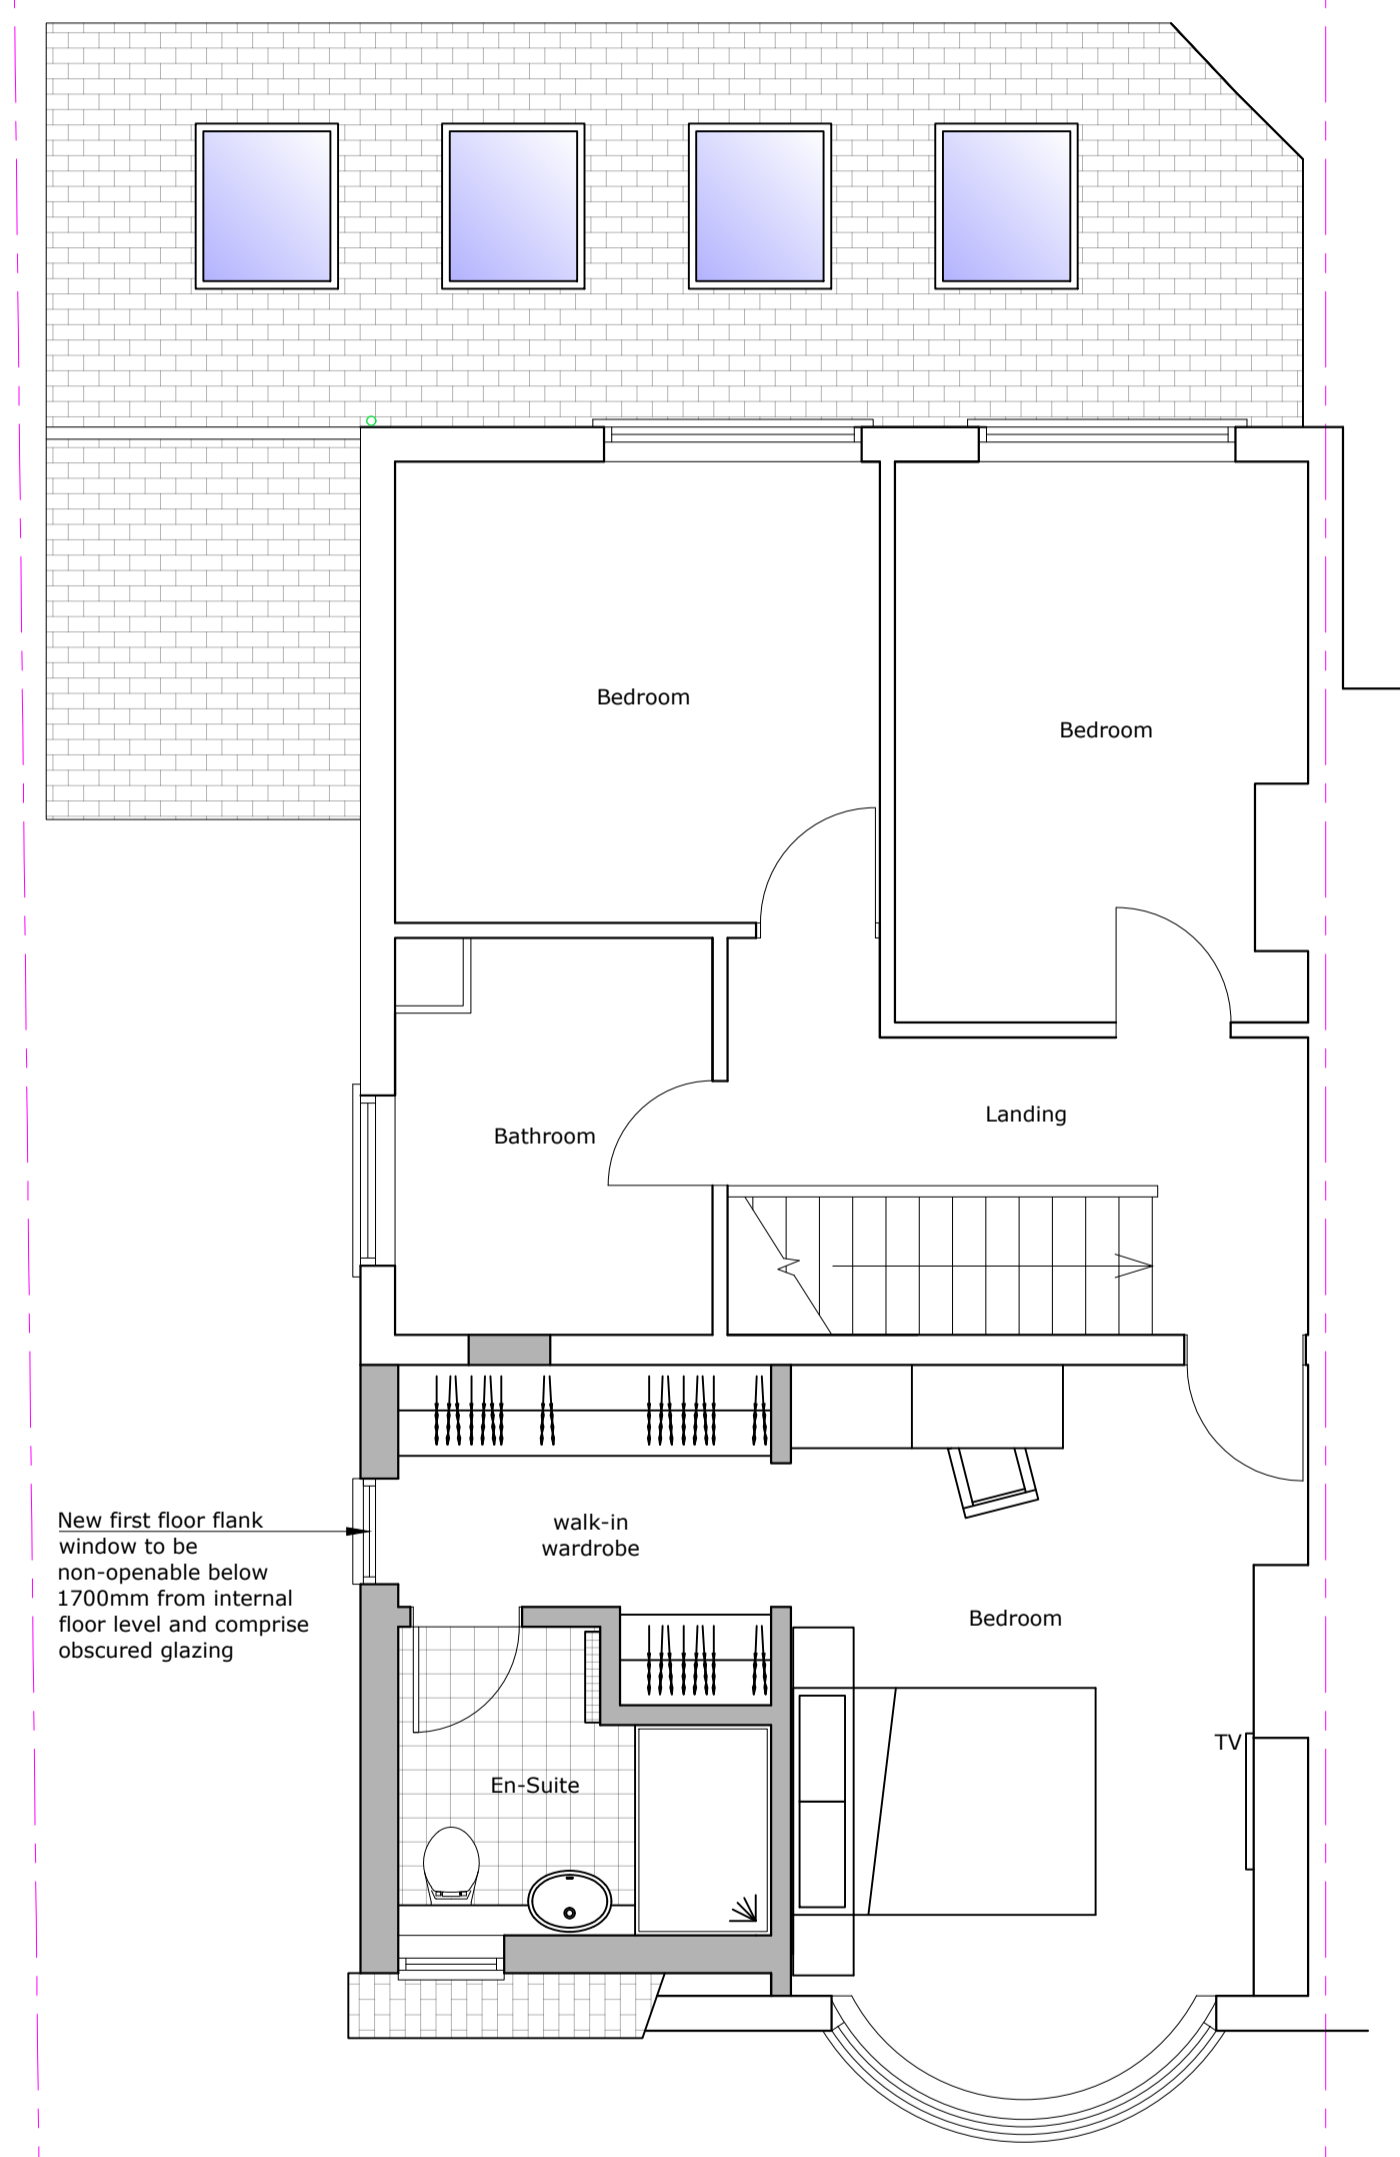 Bedroom
Bedroom
Landing
Bathroom
New first floor flank
window to be
non-openable below
1700mm from internal
floor level and comprise
obscured glazing
walk-in
wardrobe
Bedroom
TV
En-Suite